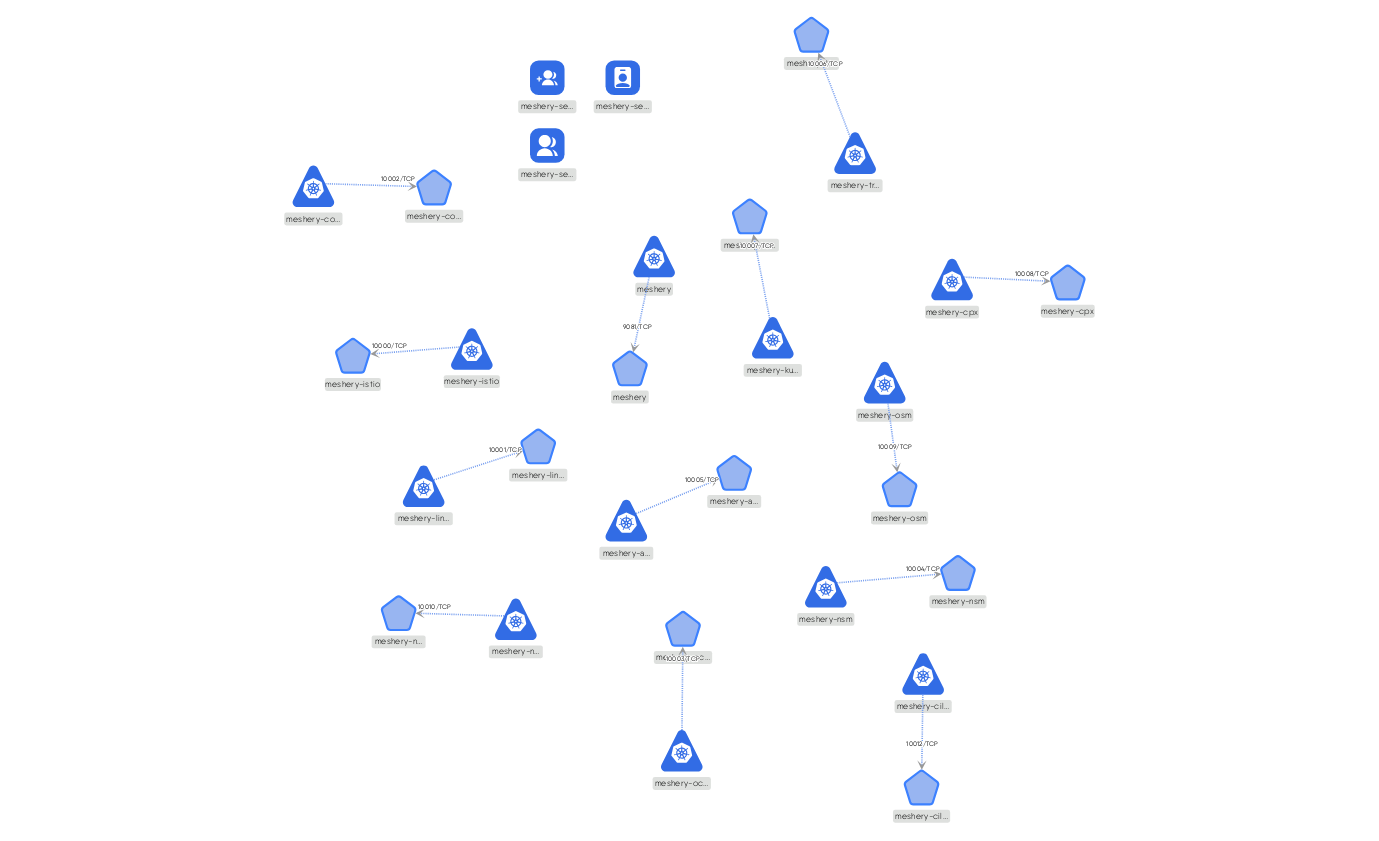 10006/TCP
meshery-se...
meshery-se...
meshery-se...
meshery-tr...
10002/TCP
meshery-co...
meshery-co...
10007/TCP
meshery
10008/TCP
meshery-cpx
meshery-cpx
9081/TCP
10000/TCP
meshery-istio
meshery-istio
meshery-ku...
meshery
meshery-osm
10001/TCP
10009/TCP
meshery-lin...
meshery-lin...
10005/TCP
meshery-a...
meshery-osm
meshery-a...
10004/TCP
meshery-nsm
meshery-nsm
10010/TCP
meshery-n...
meshery-n...
10003/TCP
meshery-cil...
10012/TCP
meshery-oc...
meshery-cil...